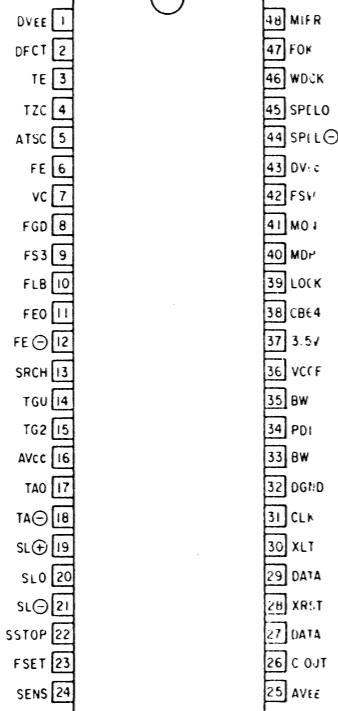 DVEE 1
DFCT 2
TE 3
TZC 4
ATSC 5
FE 6
VC 7
FGD 8
FS3 9
FLB 10
FEO 11
FE⊖ 12
SRCH 13
TGU 14
TG2 15
AVCC 16
TAO 17
TA⊖ 18
SL⊕ 19
SLO 20
SL⊖ 21
SSTOP 22
FSET 23
SENS 24
48 MIRR
47 FOK
46 WDCK
45 SPDLO
44 SPDL⊖
43 DVCC
42 FSW
41 MON
40 MDP
39 LOCK
38
37 3.5V
36 VCOF
35 BW
34 PDI
33 BW
32 DGND
31 CLK
30 XLT
29 DATA
28 XRST
27 DATA
26 C OUT
25 AVEE